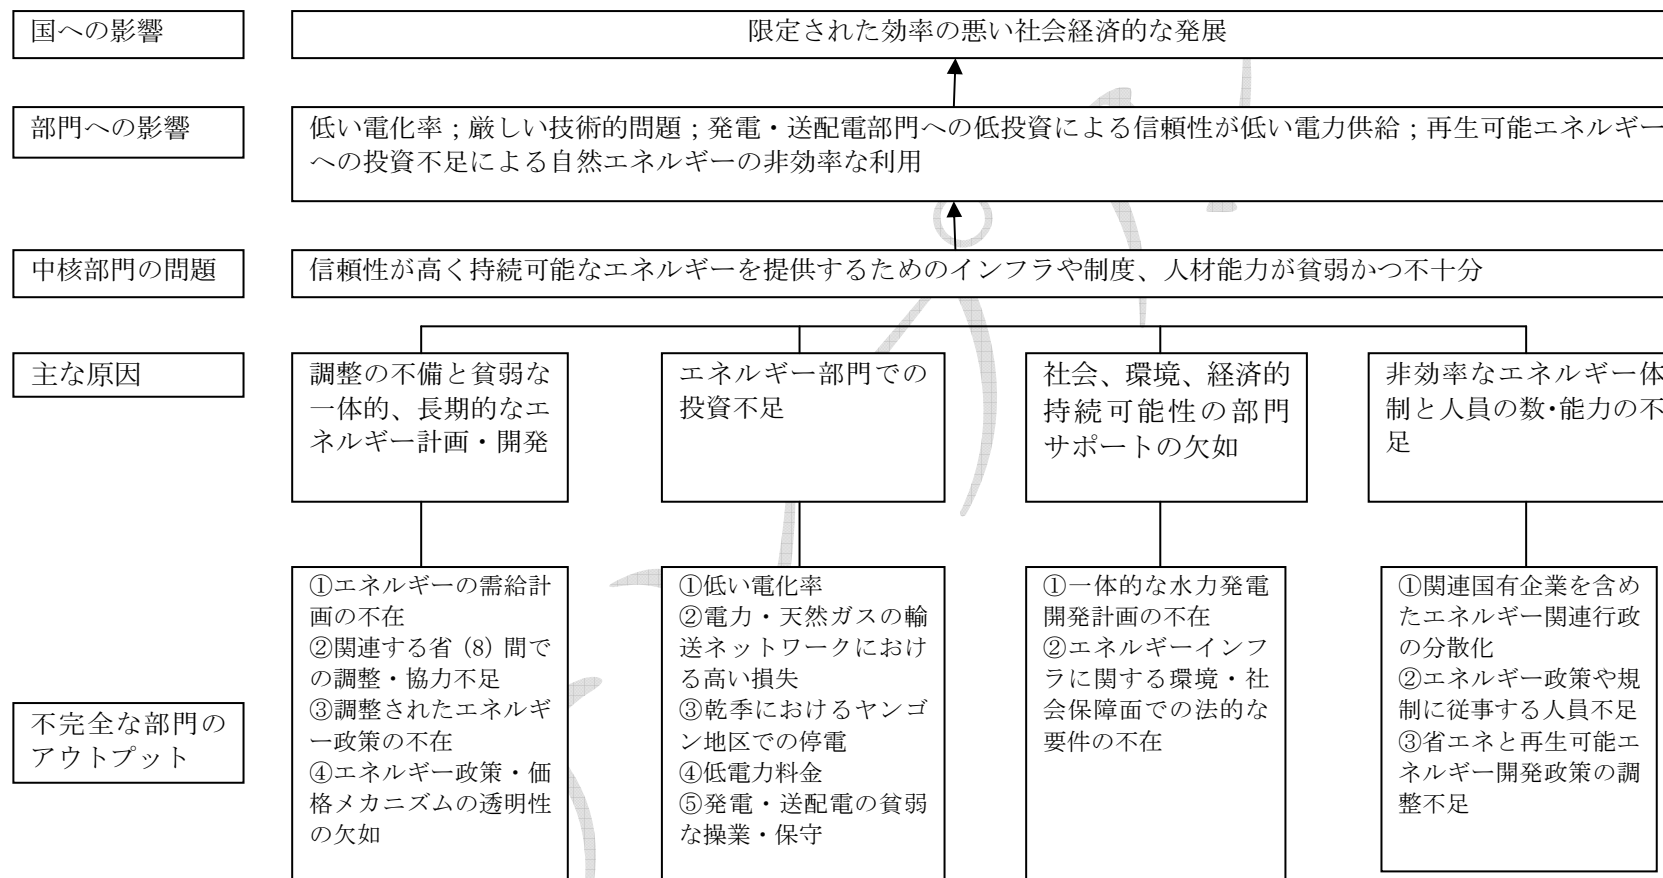 国への影響
限定された効率の悪い社会経済的な発展
部門への影響
低い電化率；厳しい技術的問題；発電・送配電部門への低投資による信頼性が低い電力供給；再生可能エネルギー
への投資不足による自然エネルギーの非効率な利用
中核部門の問題
信頼性が高く持続可能なエネルギーを提供するためのインフラや制度、人材能力が貧弱かつ不十分
主な原因
調整の不備と貧弱な
一体的、長期的なエ
ネルギー計画・開発
エネルギー部門での
投資不足
社会、環境、経済的
持続可能性の部門
サポートの欠如
非効率なエネルギー体
制と人員の数・能力の不
足
不完全な部門の
アウトプット
①エネルギーの需給計
画の不在
②関連する省（8）間で
の調整・協力不足
③調整されたエネルギ
ー政策の不在
④エネルギー政策・価
格メカニズムの透明性
の欠如
①低い電化率
②電力・天然ガスの輸
送ネットワークにおけ
る高い損失
③乾季におけるヤンゴ
ン地区での停電
④低電力料金
⑤発電・送配電の貧弱
な操業・保守
①一体的な水力発電
開発計画の不在
②エネルギーインフ
ラに関する環境・社
会保障面での法的な
要件の不在
①関連国有企業を含め
たエネルギー関連行政
の分散化
②エネルギー政策や規
制に従事する人員不足
③省エネと再生可能エ
ネルギー開発政策の調
整不足